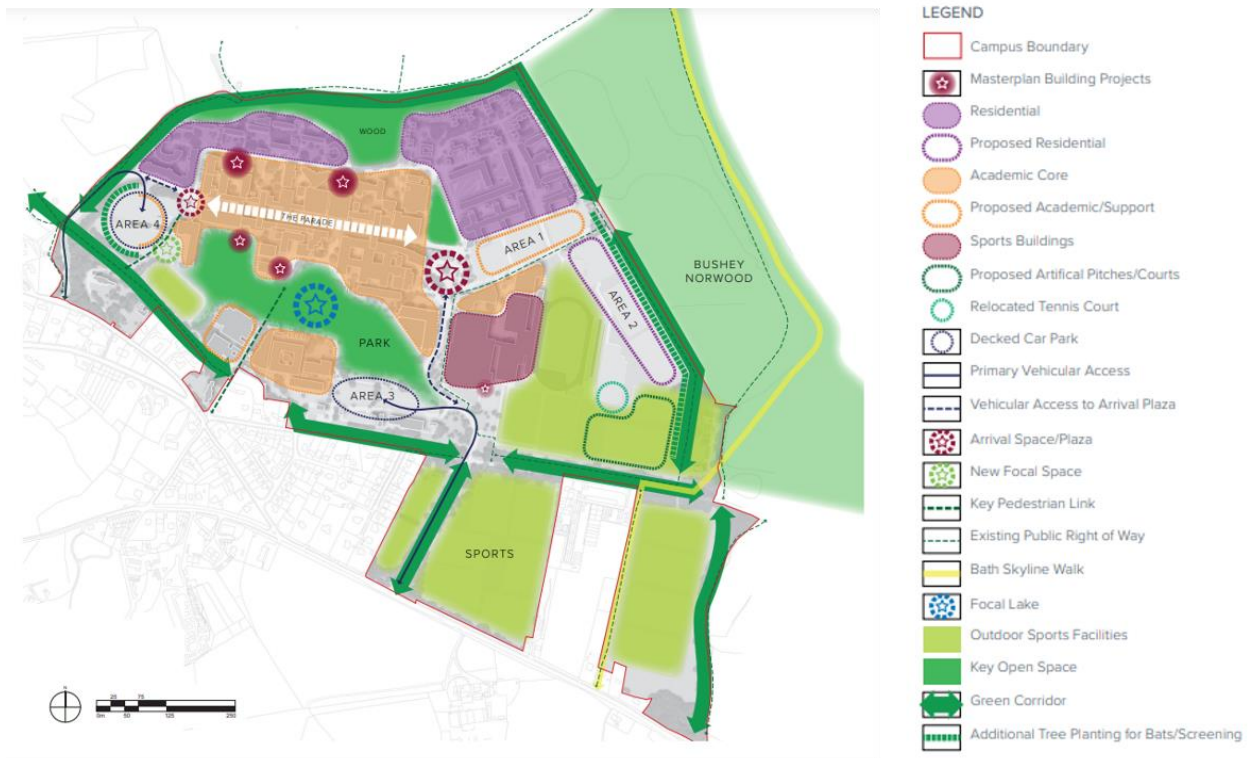 WOOD
AREA 4
THE PARADE
AREA 1
BUSHEY
NORWOOD
AREA 2
PARK
AREA 3
SPORTS
N
25 75
0m 50 125 250
LEGEND
Campus Boundary
Masterplan Building Projects
Residential
Proposed Residential
Academic Core
Proposed Academic/Support
Sports Buildings
Proposed Artifical Pitches/Courts
Relocated Tennis Court
Decked Car Park
Primary Vehicular Access
Vehicular Access to Arrival Plaza
Arrival Space/Plaza
New Focal Space
Key Pedestrian Link
Existing Public Right of Way
Bath Skyline Walk
Focal Lake
Outdoor Sports Facilities
Key Open Space
Green Corridor
Additional Tree Planting for Bats/Screening